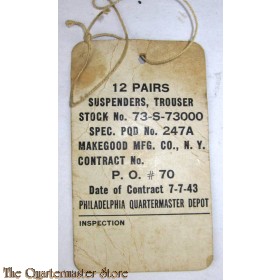 12 PAIRS
SUSPENDERS, TROUSER
STOCK No. 73-S-73000
SPEC. PQD No. 247A
MAKEGOOD MFG. CO., N. Y.
CONTRACT No.
P. O. # 70
Date of Contract 7-7-43
PHILADELPHIA QUARTERMASTER DEPOT
INSPECTION
© The Quartermaster Store